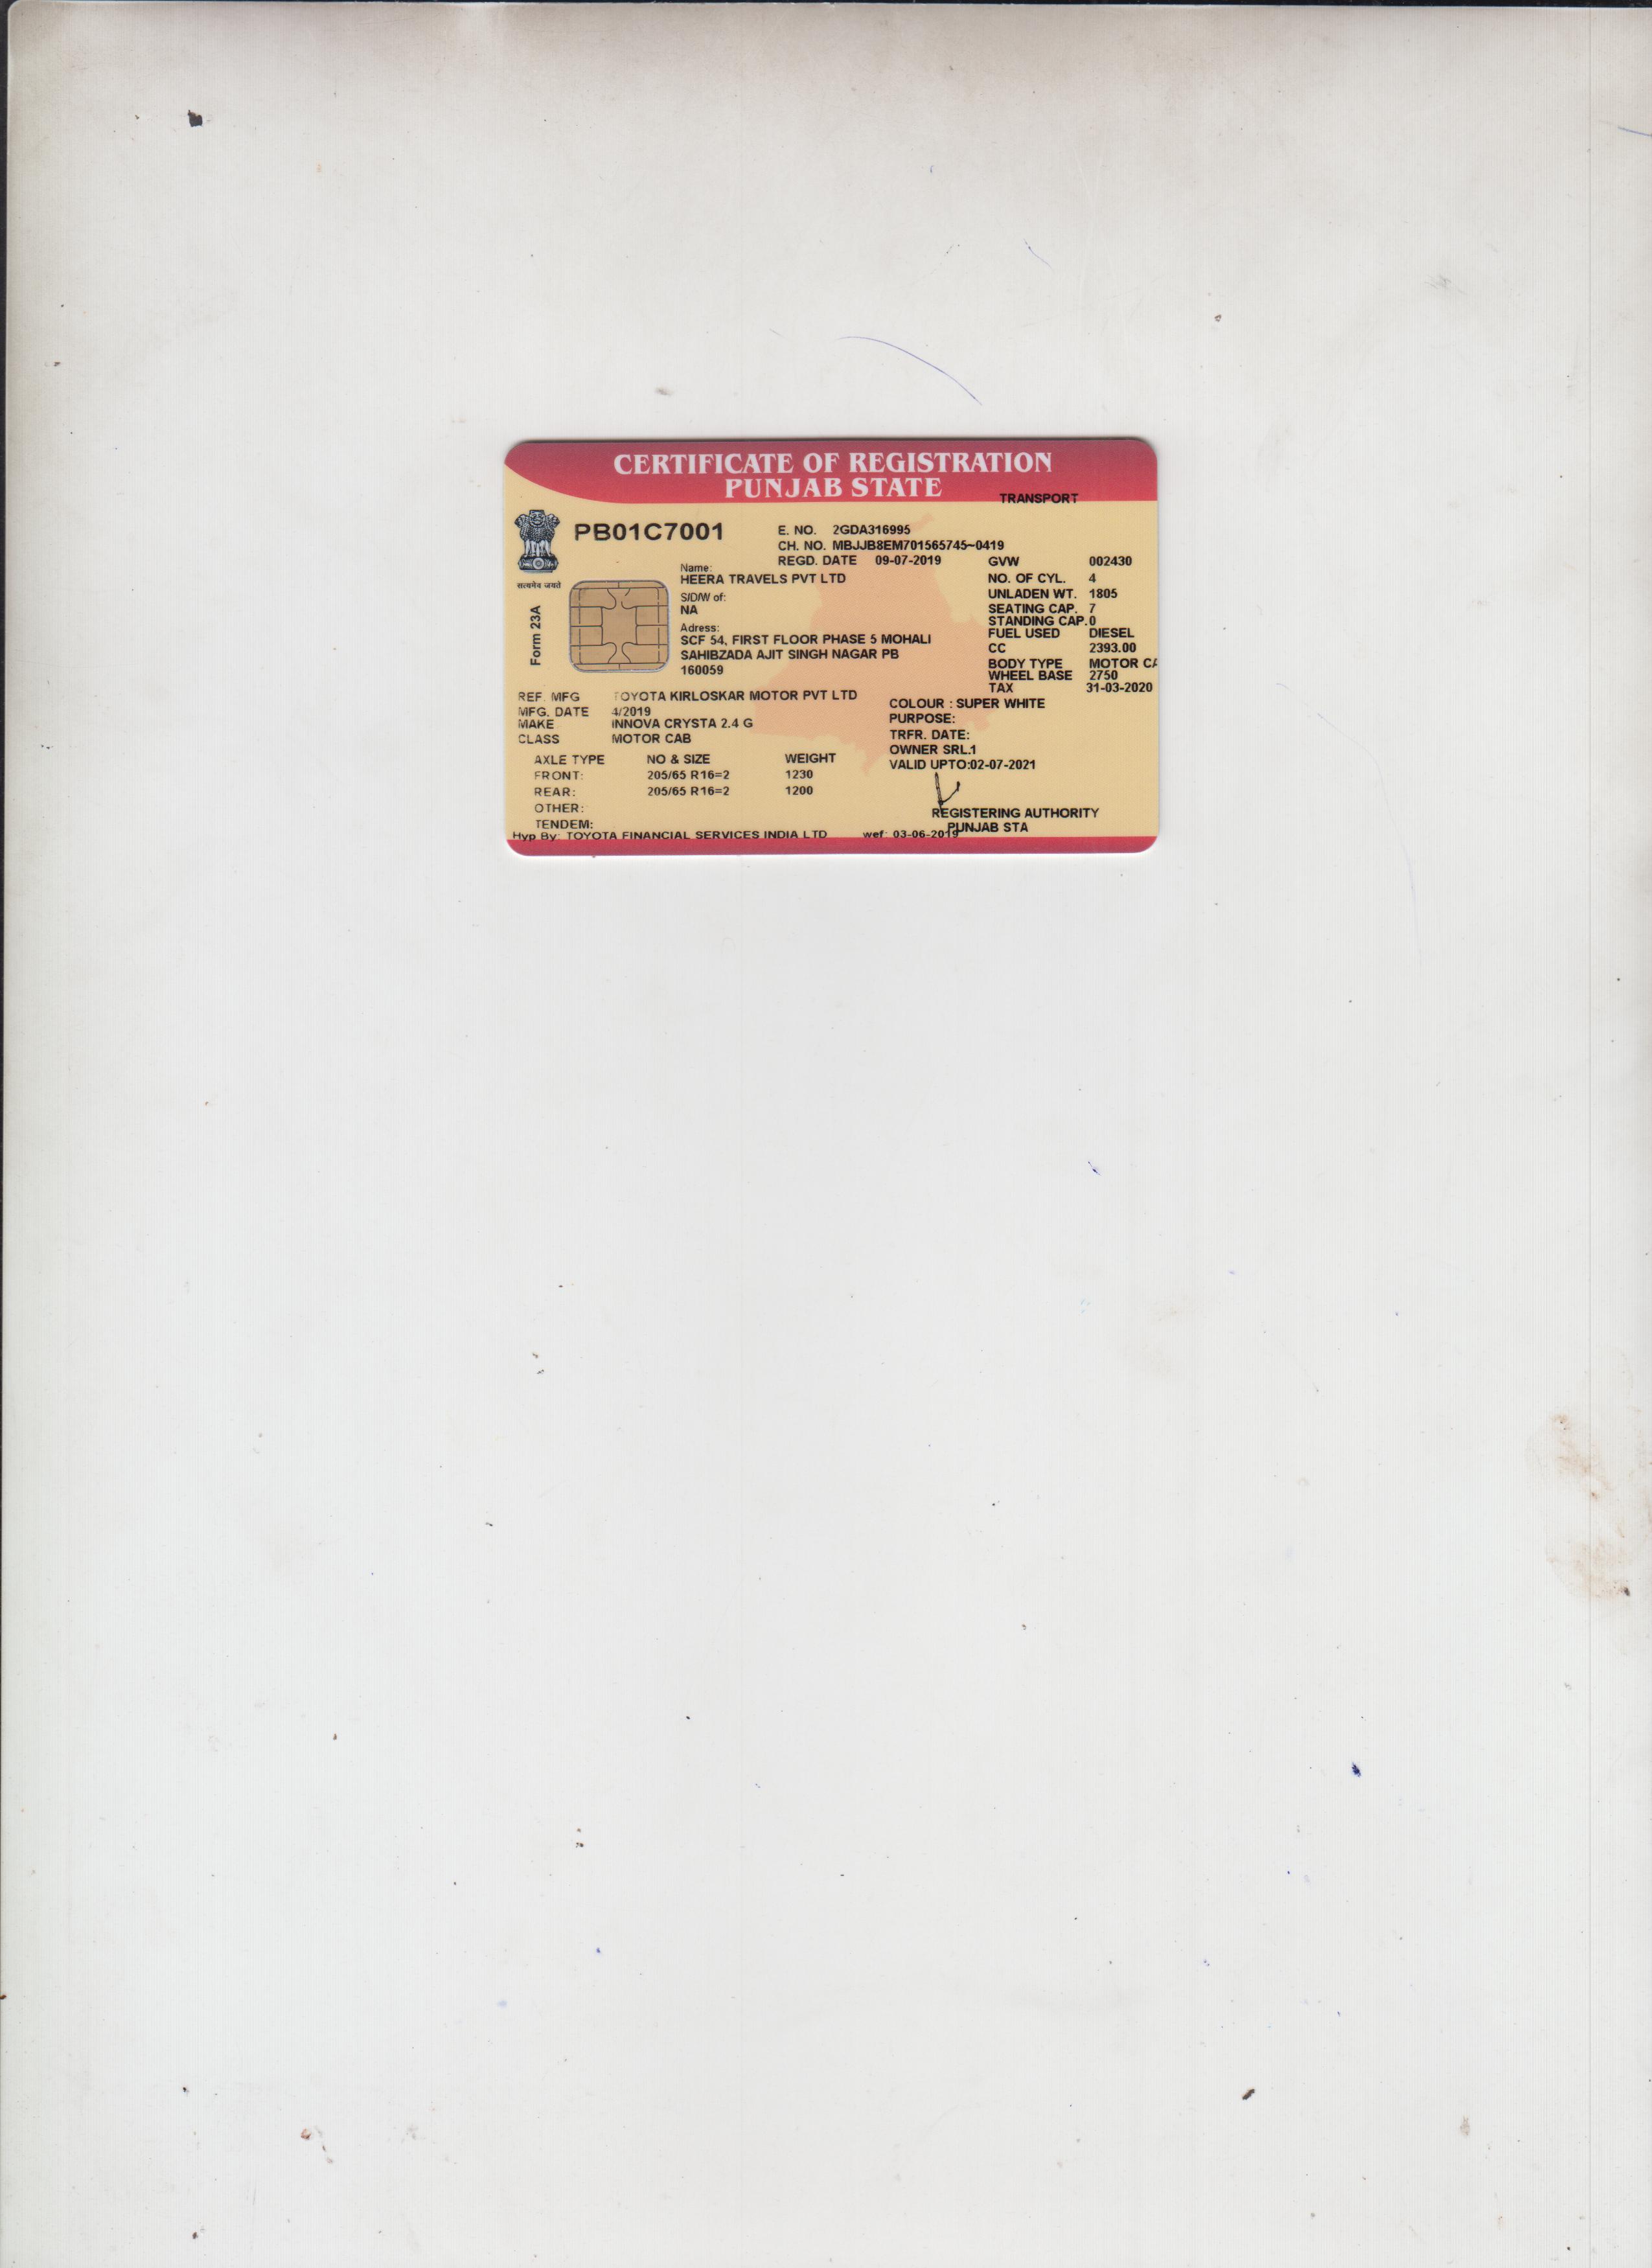 CERTIFICATE OF REGISTRATION
PUNJAB STATE
TRANSPORT
PB01C7001
E. NO. 2GDA316995
CH. NO. MBJJB8EM701565745~0419
REGD. DATE 09-07-2019
सत्यमेव जयते
Form 23A
Name:
HEERA TRAVELS PVT LTD
S/D/W of:
NA
Adress:
SCF 54, FIRST FLOOR PHASE 5 MOHALI
SAHIBZADA AJIT SINGH NAGAR PB
160059
GVW 002430
NO. OF CYL. 4
UNLADEN WT. 1805
SEATING CAP. 7
STANDING CAP.0
FUEL USED DIESEL
CC 2393.00
BODY TYPE MOTOR CA
WHEEL BASE 2750
TAX 31-03-2020
REF. MFG TOYOTA KIRLOSKAR MOTOR PVT LTD
MFG. DATE 4/2019
MAKE INNOVA CRYSTA 2.4 G
CLASS MOTOR CAB
COLOUR : SUPER WHITE
PURPOSE:
TRFR. DATE:
OWNER SRL.1
VALID UPTO:02-07-2021
AXLE TYPE NO & SIZE WEIGHT
FRONT: 205/65 R16=2 1230
REAR: 205/65 R16=2 1200
OTHER:
TENDEM:
REGISTERING AUTHORITY
PUNJAB STA
Hyp By: TOYOTA FINANCIAL SERVICES INDIA LTD wef: 03-06-2019